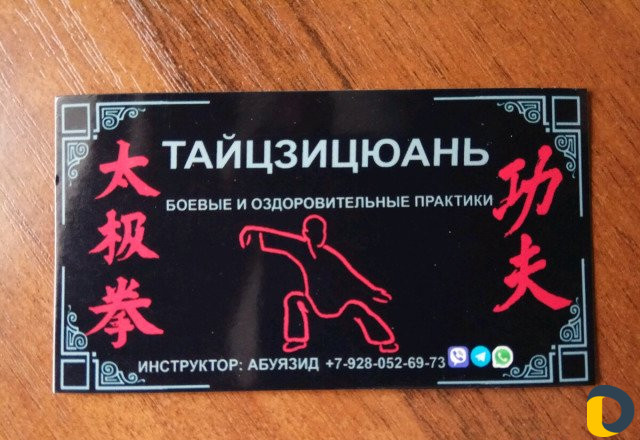 太极拳
ТАЙЦЗИЦЮАНЬ
БОЕВЫЕ И ОЗДОРОВИТЕЛЬНЫЕ ПРАКТИКИ
功夫
ИНСТРУКТОР: АБУЯЗИД +7-928-052-69-73